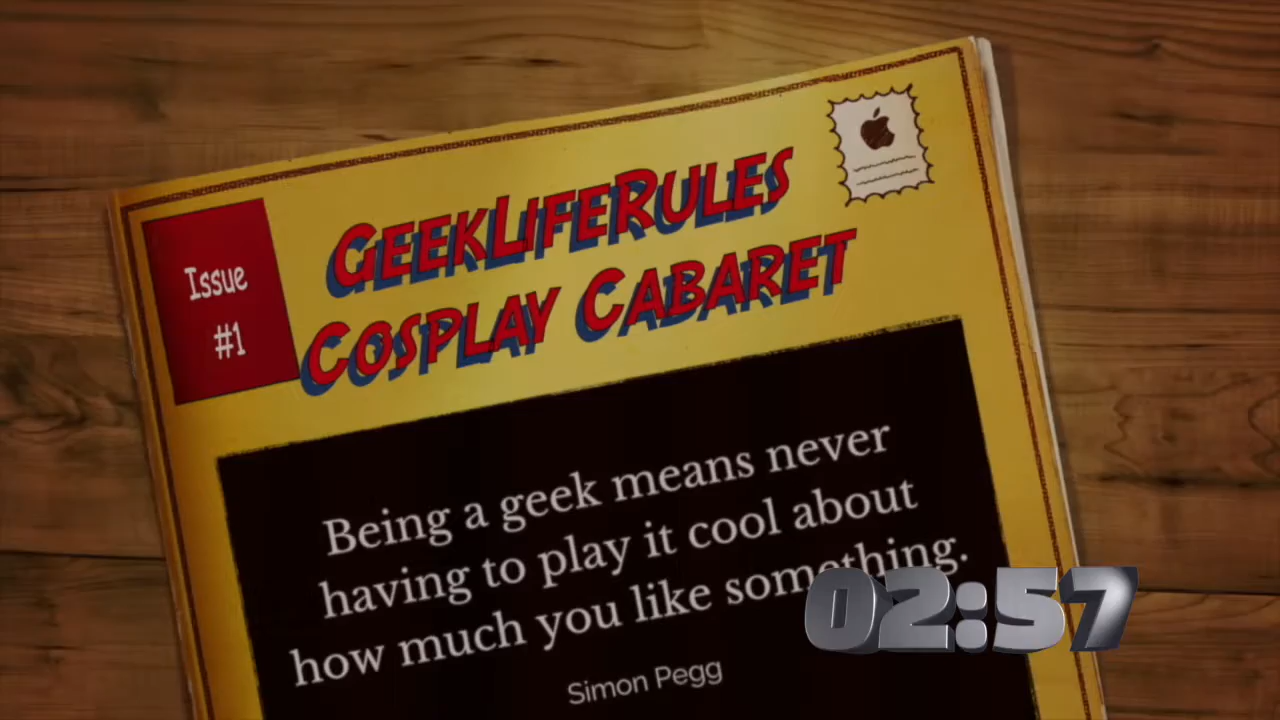 Issue
#1
GEEKLIFERULES
COSPLAY CABARET
Being a geek means never
having to play it cool about
how much you like something.
Simon Pegg
02:57